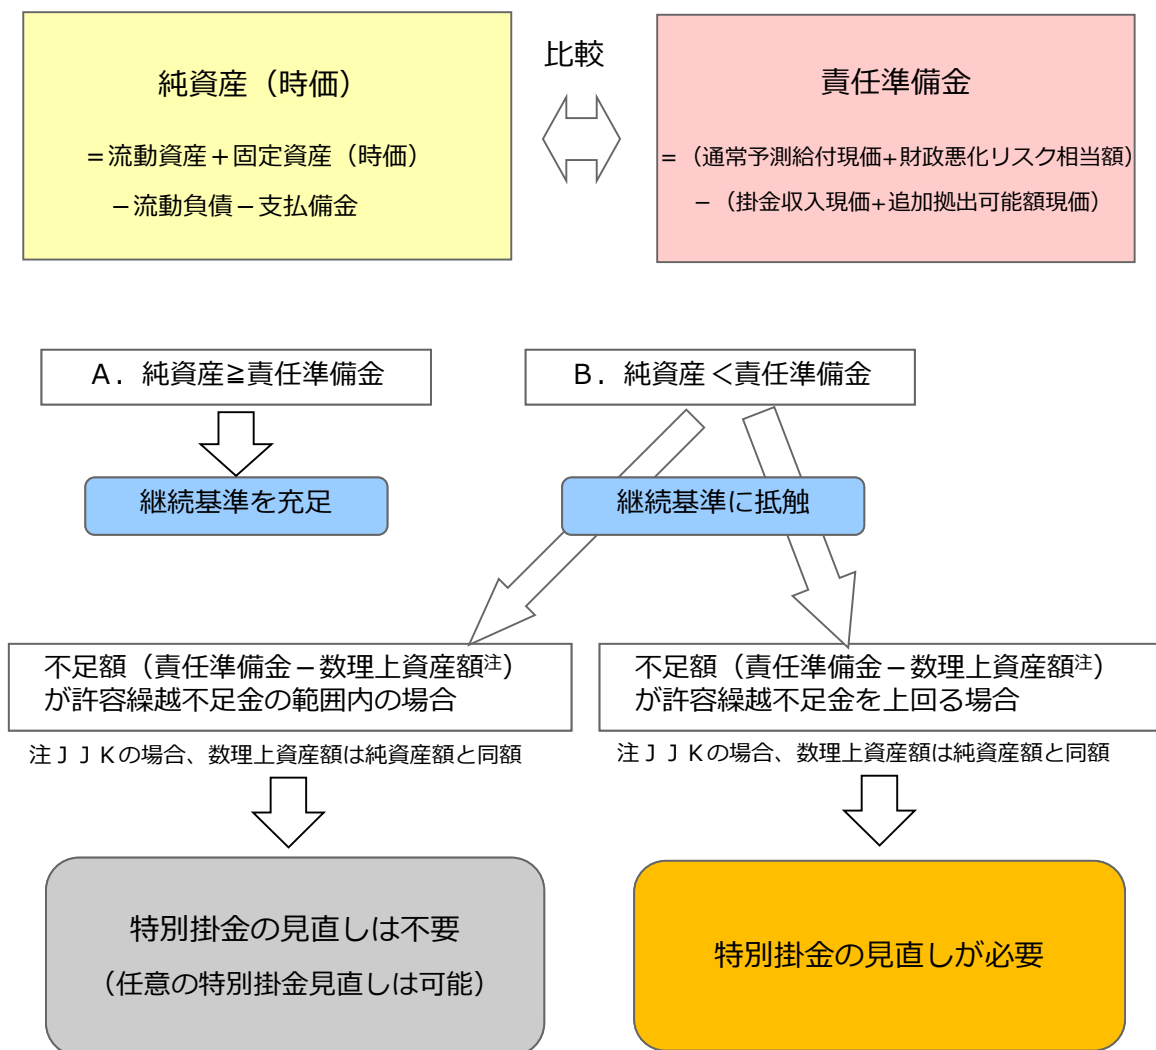 純資産（時価）
＝流動資産＋固定資産（時価）
－流動負債－支払備金
比較
責任準備金
＝（通常予測給付現価+財政悪化リスク相当額）
－（掛金収入現価+追加拠出可能額現価）
Ａ．純資産≧責任準備金
Ｂ．純資産＜責任準備金
継続基準を充足
継続基準に抵触
不足額（責任準備金－数理上資産額注）
が許容繰越不足金の範囲内の場合
不足額（責任準備金－数理上資産額注）
が許容繰越不足金を上回る場合
注ＪＪＫの場合、数理上資産額は純資産額と同額
注ＪＪＫの場合、数理上資産額は純資産額と同額
特別掛金の見直しは不要
（任意の特別掛金見直しは可能）
特別掛金の見直しが必要